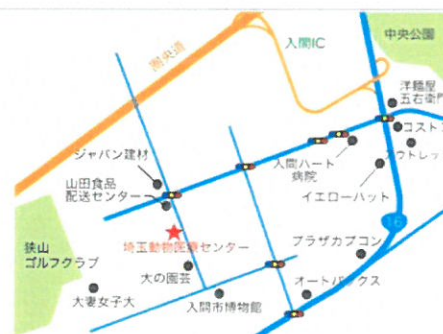 中央公園
入間IC
圏央道
洋麺屋
五右衛門
コストコ
アウトレット
ジャパン建材
入間ハート
病院
山田食品
配送センター
イエローハット
16
埼玉動物医療センター
狭山
ゴルフクラブ
プラザカプコン
大の園芸
オートバックス
大妻女子大
入間市博物館